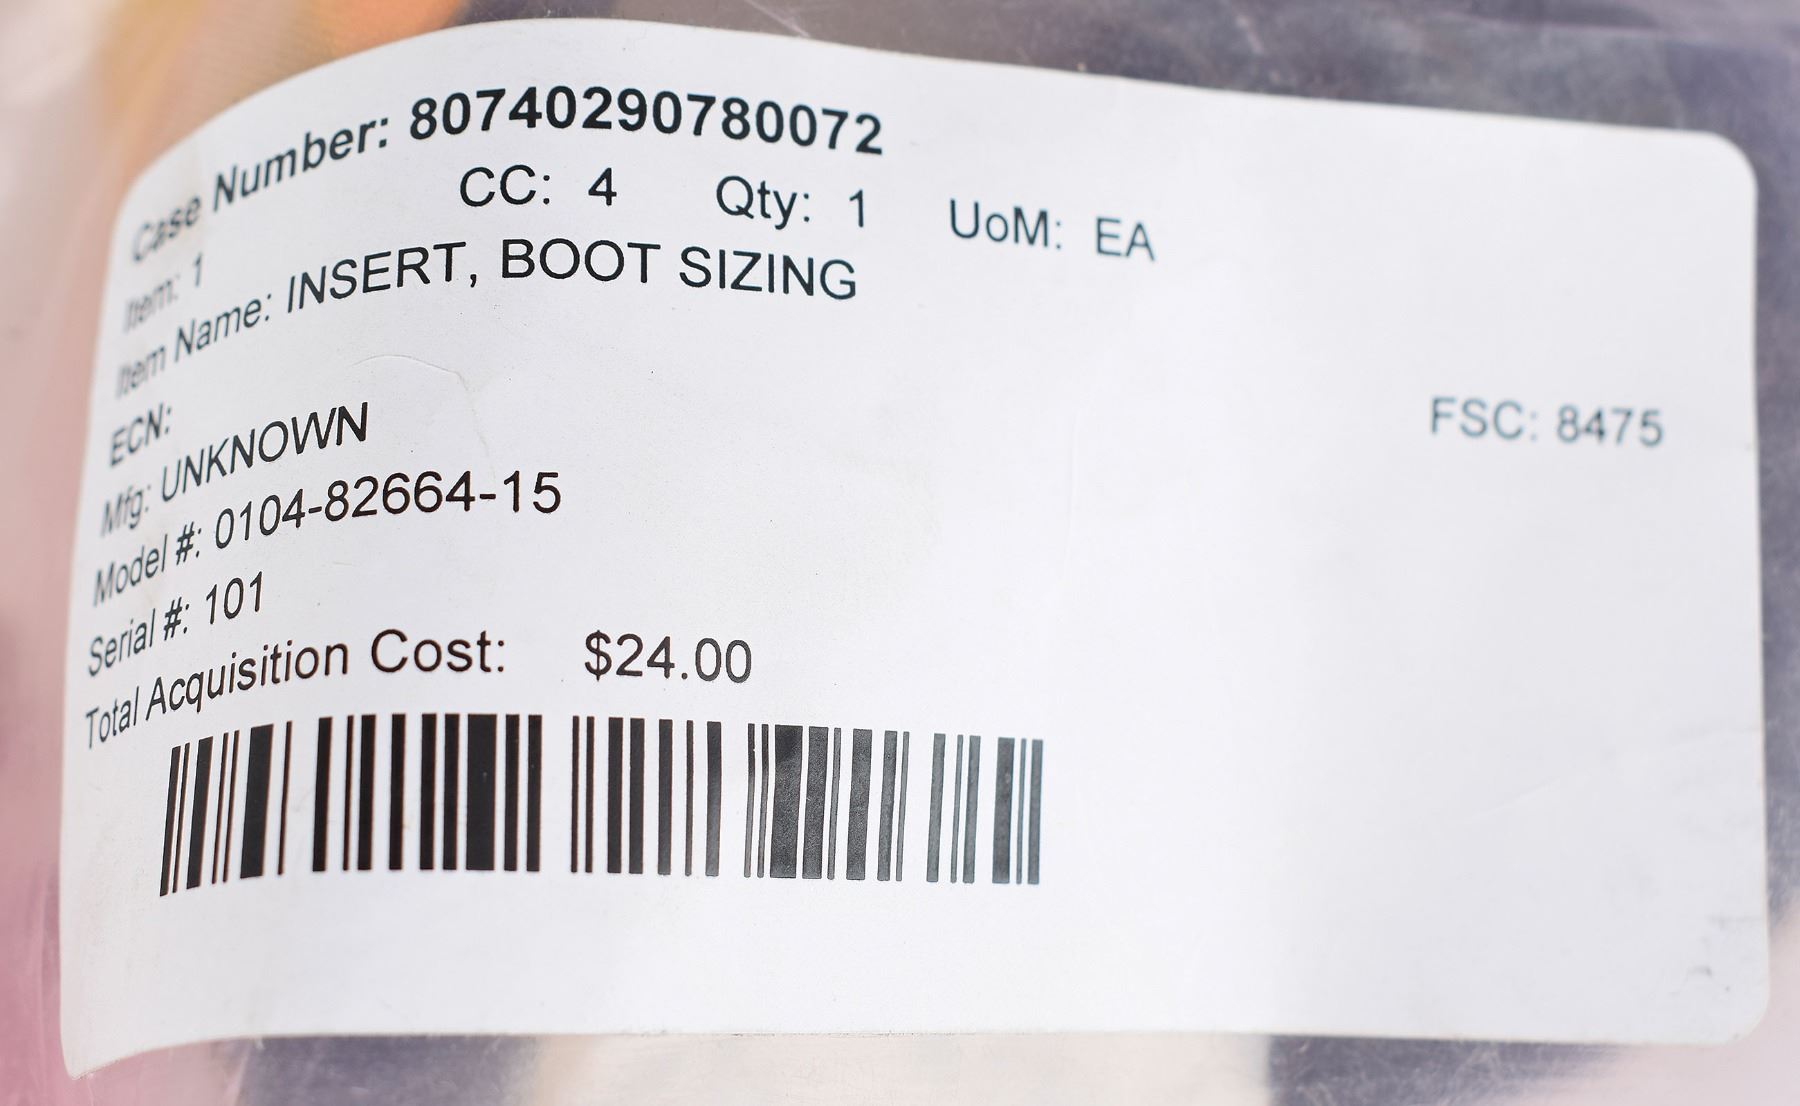 Case Number: 80740290780072
Item: 1 CC: 4 Qty: 1 UoM: EA
Item Name: INSERT, BOOT SIZING
ECN: FSC: 8475
Mfg: UNKNOWN
Model #: 0104-82664-15
Serial #: 101
Total Acquisition Cost: $24.00